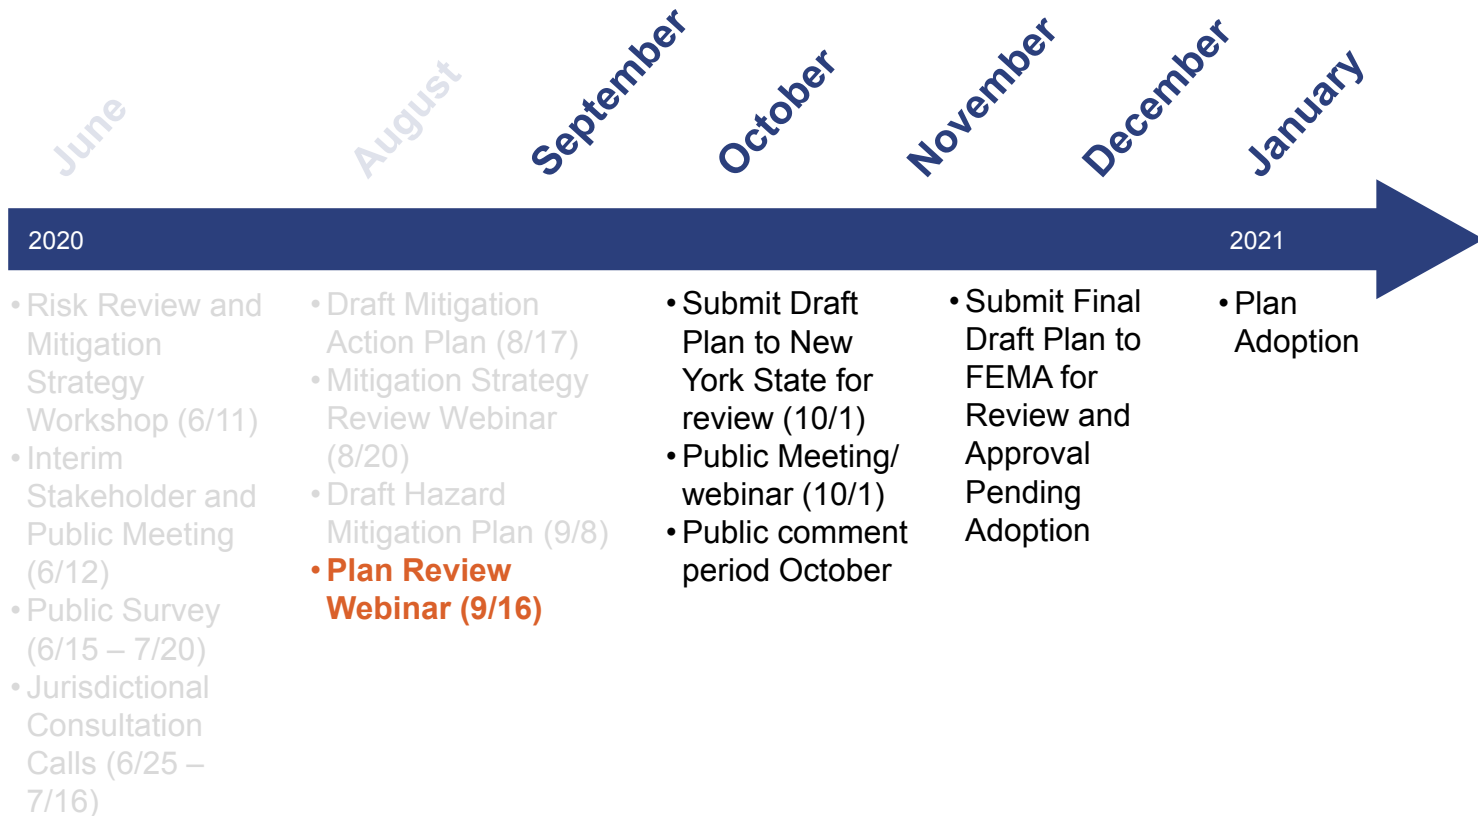 June
August
September
October
November
December
January
2020
2021
• Risk Review and
Mitigation
Strategy
Workshop (6/11)
• Interim
Stakeholder and
Public Meeting
(6/12)
• Public Survey
(6/15 – 7/20)
• Jurisdictional
Consultation
Calls (6/25 –
7/16)
• Draft Mitigation
Action Plan (8/17)
• Mitigation Strategy
Review Webinar
(8/20)
• Draft Hazard
Mitigation Plan (9/8)
• Plan Review
Webinar (9/16)
• Submit Draft
Plan to New
York State for
review (10/1)
• Public Meeting/
webinar (10/1)
• Public comment
period October
• Submit Final
Draft Plan to
FEMA for
Review and
Approval
Pending
Adoption
• Plan
Adoption